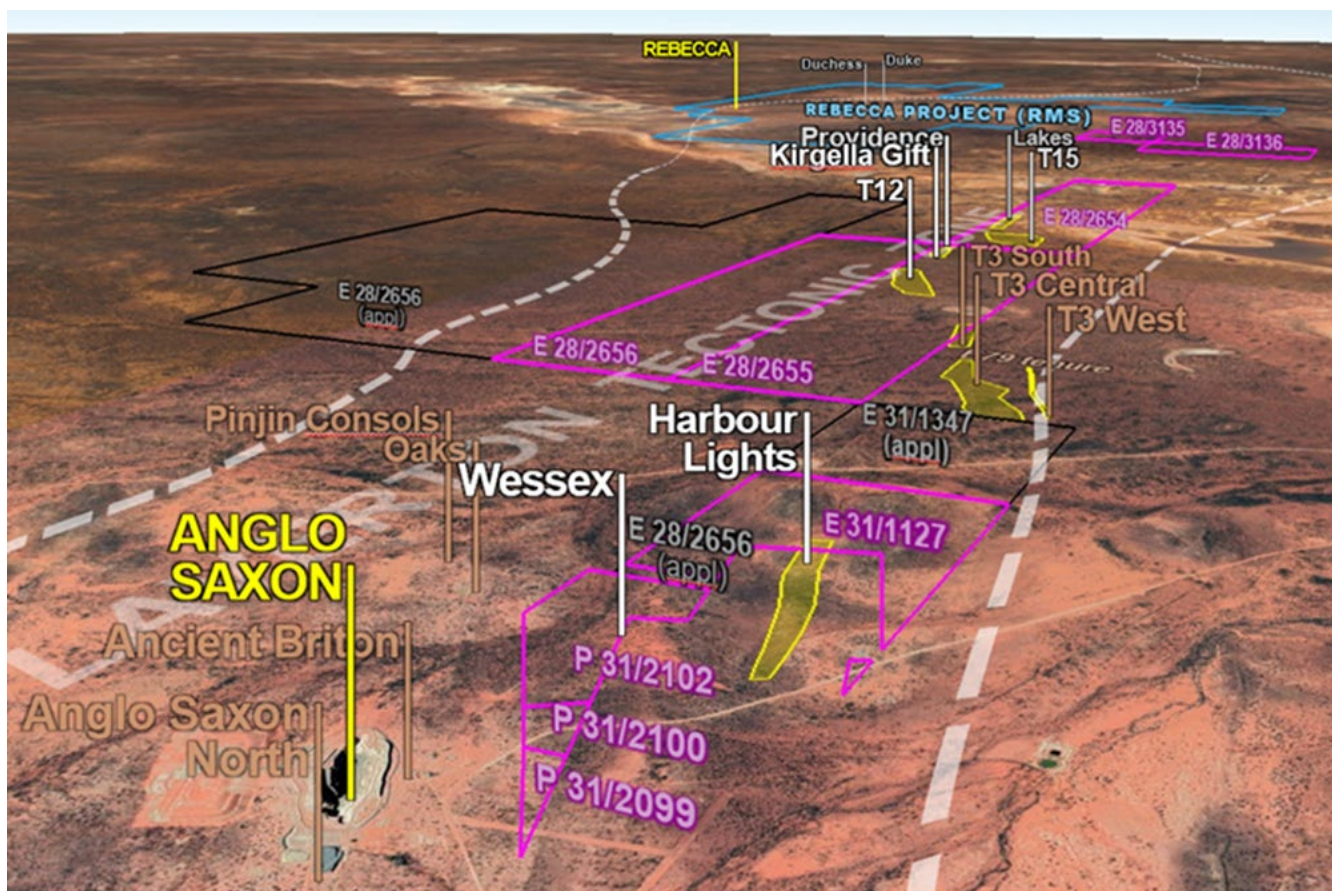 REBECCA
Duchess
Duke
REBECCA PROJECT (RMS)
Providence
Lakes
E 28/3135
E 28/3136
Kirgella Gift
T15
T12
E 28/2654
T3 South
T3 Central
T3 West
E 28/2656
(appl)
E 28/2656
E 28/2655
E 79 tenure
LAVERTON TECTONIC ZONE
Pinjin Consols
Oaks
Harbour
Lights
E 31/1347
(appl)
Wessex
E 28/2656
(appl)
E 31/1127
ANGLO
SAXON
Ancient Briton
Anglo Saxon
North
P 31/2102
P 31/2100
P 31/2099